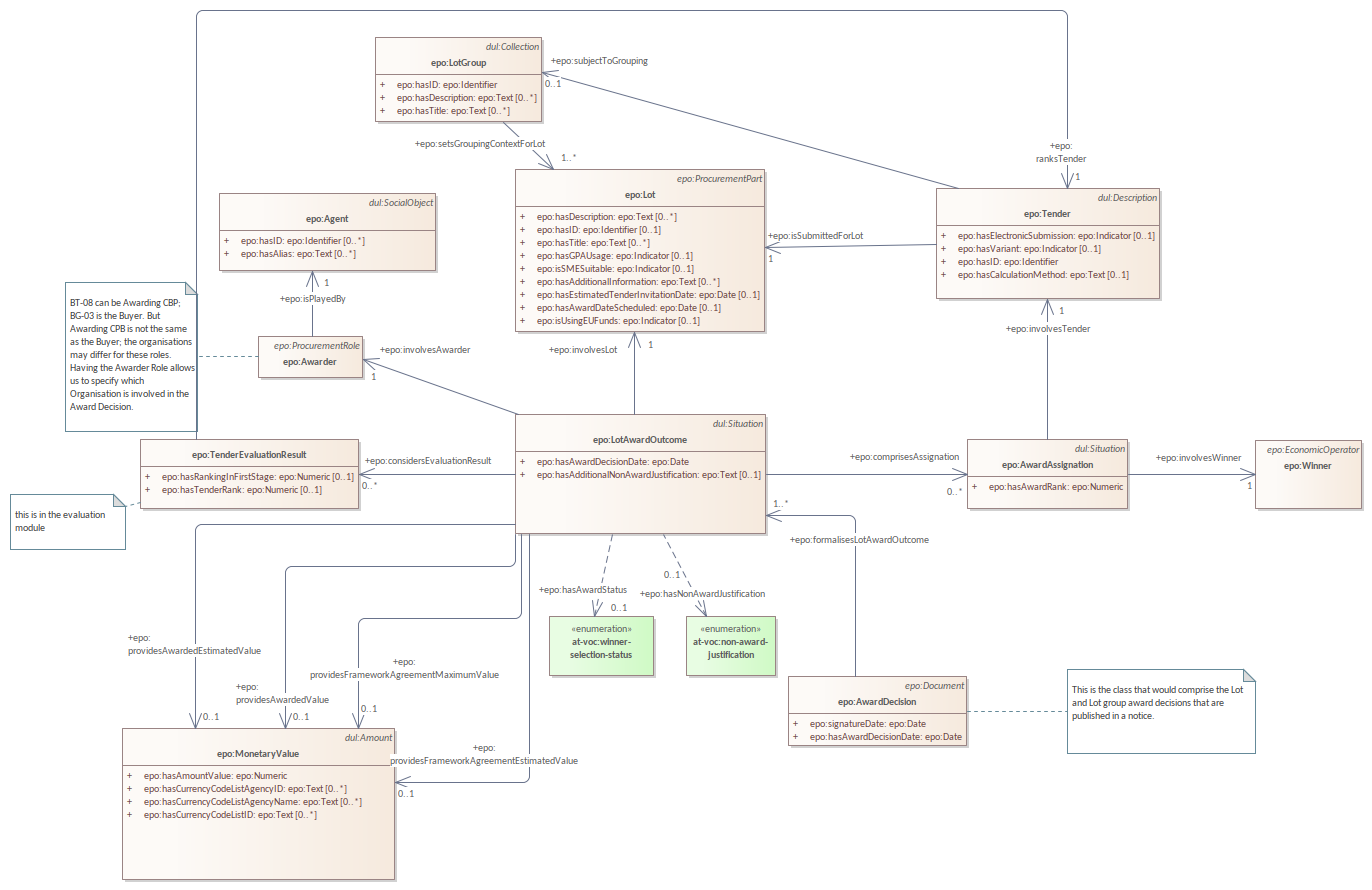 dul:Collection
epo:LotGroup
+ epo:hasID: epo:Identifier
+ epo:hasDescription: epo:Text [0..*]
+ epo:hasTitle: epo:Text [0..*]
+epo:subjectToGrouping
0..1
+epo:setsGroupingContextForLot
1..*
+epo:
ranksTender
1
epo:ProcurementPart
epo:Lot
+ epo:hasDescription: epo:Text [0..*]
+ epo:hasID: epo:Identifier [0..1]
+ epo:hasTitle: epo:Text [0..*]
+ epo:hasGPAUsage: epo:Indicator [0..1]
+ epo:isSMESuitable: epo:Indicator [0..1]
+ epo:hasAdditionalInformation: epo:Text [0..*]
+ epo:hasEstimatedTenderInvitationDate: epo:Date [0..1]
+ epo:hasAwardDateScheduled: epo:Date [0..1]
+ epo:isUsingEUFunds: epo:Indicator [0..1]
dul:Description
epo:Tender
+ epo:hasElectronicSubmission: epo:Indicator [0..1]
+ epo:hasVariant: epo:Indicator [0..1]
+ epo:hasID: epo:Identifier
+ epo:hasCalculationMethod: epo:Text [0..1]
+epo:isSubmittedForLot
1
dul:SocialObject
epo:Agent
+ epo:hasID: epo:Identifier [0..*]
+ epo:hasAlias: epo:Text [0..*]
1
+epo:isPlayedBy
BT-08 can be Awarding CBP;
BG-03 is the Buyer. But
Awarding CPB is not the same
as the Buyer; the organisations
may differ for these roles.
Having the Awarder Role allows
us to specify which
Organisation is involved in the
Award Decision.
epo:ProcurementRole
epo:Awarder
+epo:involvesAwarder
1
+epo:involvesLot
1
1
+epo:involvesTender
epo:TenderEvaluationResult
+ epo:hasRankingInFirstStage: epo:Numeric [0..1]
+ epo:hasTenderRank: epo:Numeric [0..1]
+epo:considersEvaluationResult
0..*
dul:Situation
epo:LotAwardOutcome
+ epo:hasAwardDecisionDate: epo:Date
+ epo:hasAdditionalNonAwardJustification: epo:Text [0..1]
+epo:comprisesAssignation
0..*
dul:Situation
epo:AwardAssignation
+ epo:hasAwardRank: epo:Numeric
+epo:involvesWinner
1
epo:EconomicOperator
epo:Winner
this is in the evaluation
module
1..*
+epo:formalisesLotAwardOutcome
+epo:hasAwardStatus
0..1
0..1
+epo:hasNonAwardJustification
«enumeration»
at-voc:winner-
selection-status
«enumeration»
at-voc:non-award-
justification
+epo:
providesAwardedEstimatedValue
0..1
+epo:
providesAwardedValue
0..1
+epo:
providesFrameworkAgreementMaximumValue
0..1
+epo:
providesFrameworkAgreementEstimatedValue
0..1
epo:Document
epo:AwardDecision
+ epo:signatureDate: epo:Date
+ epo:hasAwardDecisionDate: epo:Date
This is the class that would comprise the Lot
and Lot group award decisions that are
published in a notice.
dul:Amount
epo:MonetaryValue
+ epo:hasAmountValue: epo:Numeric
+ epo:hasCurrencyCodeListAgencyID: epo:Text [0..*]
+ epo:hasCurrencyCodeListAgencyName: epo:Text [0..*]
+ epo:hasCurrencyCodeListID: epo:Text [0..*]